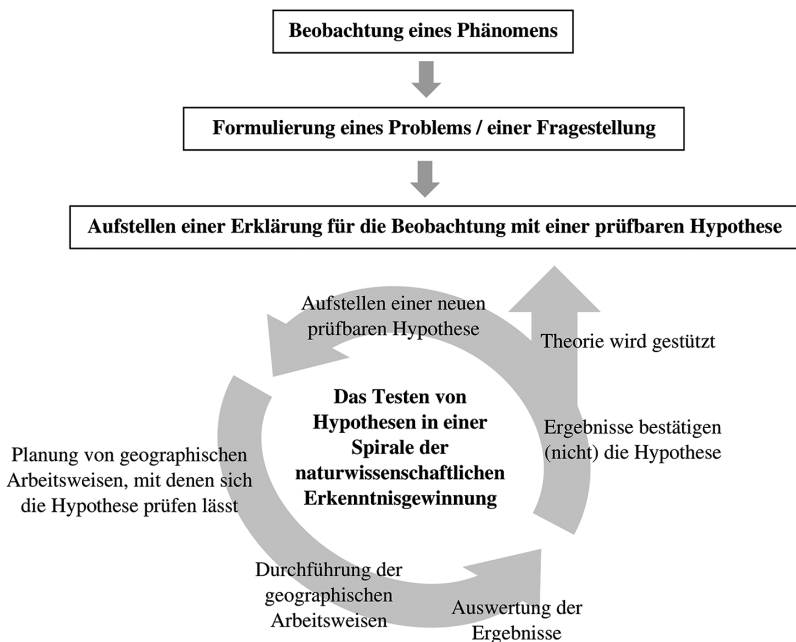 Beobachtung eines Phänomens
Formulierung eines Problems / einer Fragestellung
Aufstellen einer Erklärung für die Beobachtung mit einer prüfbaren Hypothese
Aufstellen einer neuen
prüfbaren Hypothese
Theorie wird gestützt
Das Testen von
Hypothesen in einer
Spirale der
naturwissenschaftlichen
Erkenntnisgewinnung
Ergebnisse bestätigen
(nicht) die Hypothese
Planung von geographischen
Arbeitsweisen, mit denen sich
die Hypothese prüfen lässt
Durchführung der
geographischen
Arbeitsweisen
Auswertung der
Ergebnisse